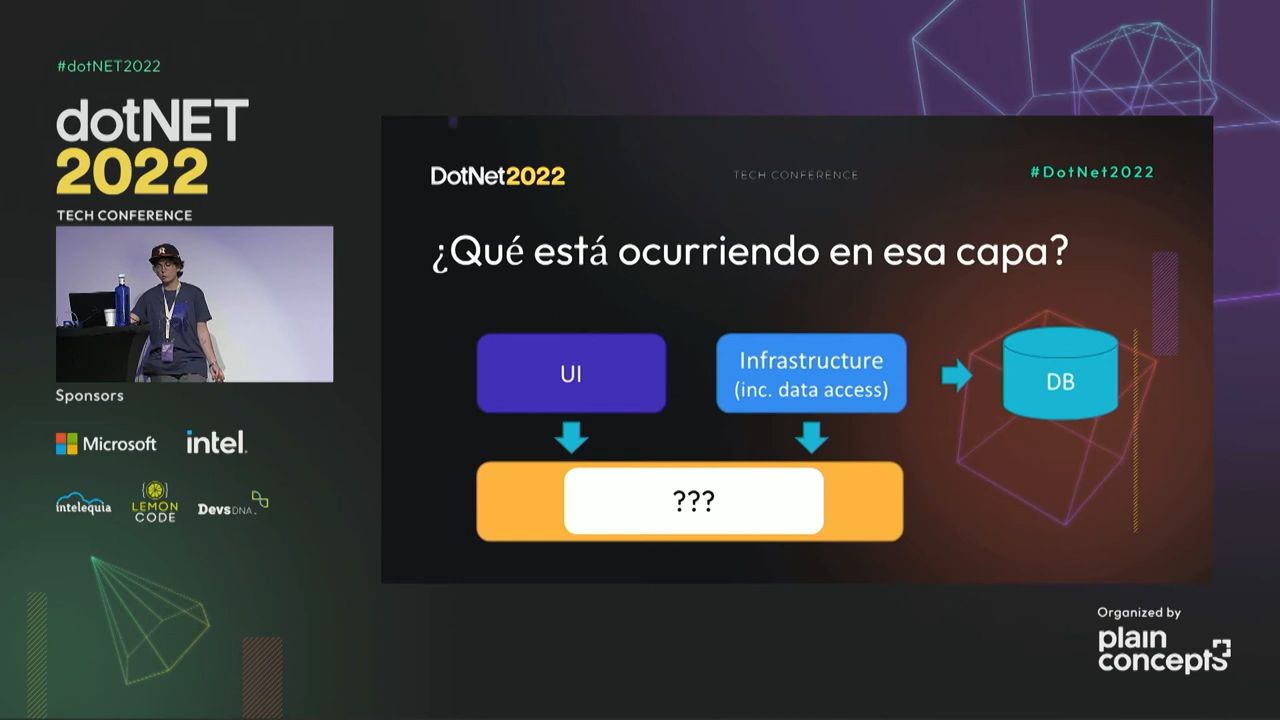 #dotNET2022
dotNET
2022
TECH CONFERENCE
Sponsors
Microsoft
intel.
intelequia
LEMON
CODE
DevsDNA
DotNet2022
TECH CONFERENCE
#DotNet2022
¿Qué está ocurriendo en esa capa?
UI
Infrastructure
(inc. data access)
DB
???
Organized by
plain
concepts